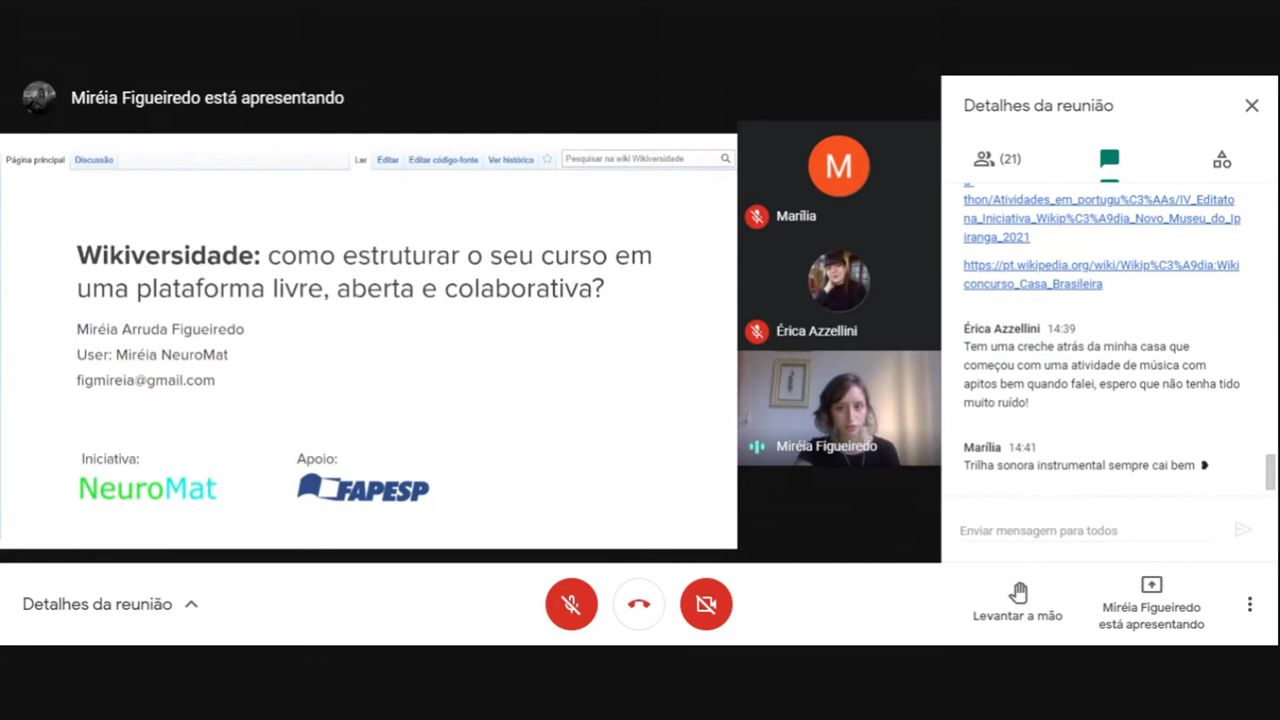 Miréia Figueiredo está apresentando
Página principal
Discussão
Ler
Editar
Editar código-fonte
Ver histórico
Pesquisar na wiki Wikiversidade
Wikiversidade: como estruturar o seu curso em
uma plataforma livre, aberta e colaborativa?
Miréia Arruda Figueiredo
User: Miréia NeuroMat
figmireia@gmail.com
Iniciativa:
NeuroMat
Apoio:
FAPESP
M
Marília
Érica Azzellini
Miréia Figueiredo
Detalhes da reunião
(21)
thon/Atividades_em_portugu%C3%AAs/IV_Editato
na_Iniciativa_Wikip%C3%A9dia_Novo_Museu_do_Ip
iranga_2021
https://pt.wikipedia.org/wiki/Wikip%C3%A9dia:Wiki
concurso_Casa_Brasileira
Érica Azzellini 14:39
Tem uma creche atrás da minha casa que
começou com uma atividade de música com
apitos bem quando falei, espero que não tenha tido
muito ruído!
Marília 14:41
Trilha sonora instrumental sempre cai bem ❥
Enviar mensagem para todos
Detalhes da reunião
Levantar a mão
Miréia Figueiredo
está apresentando